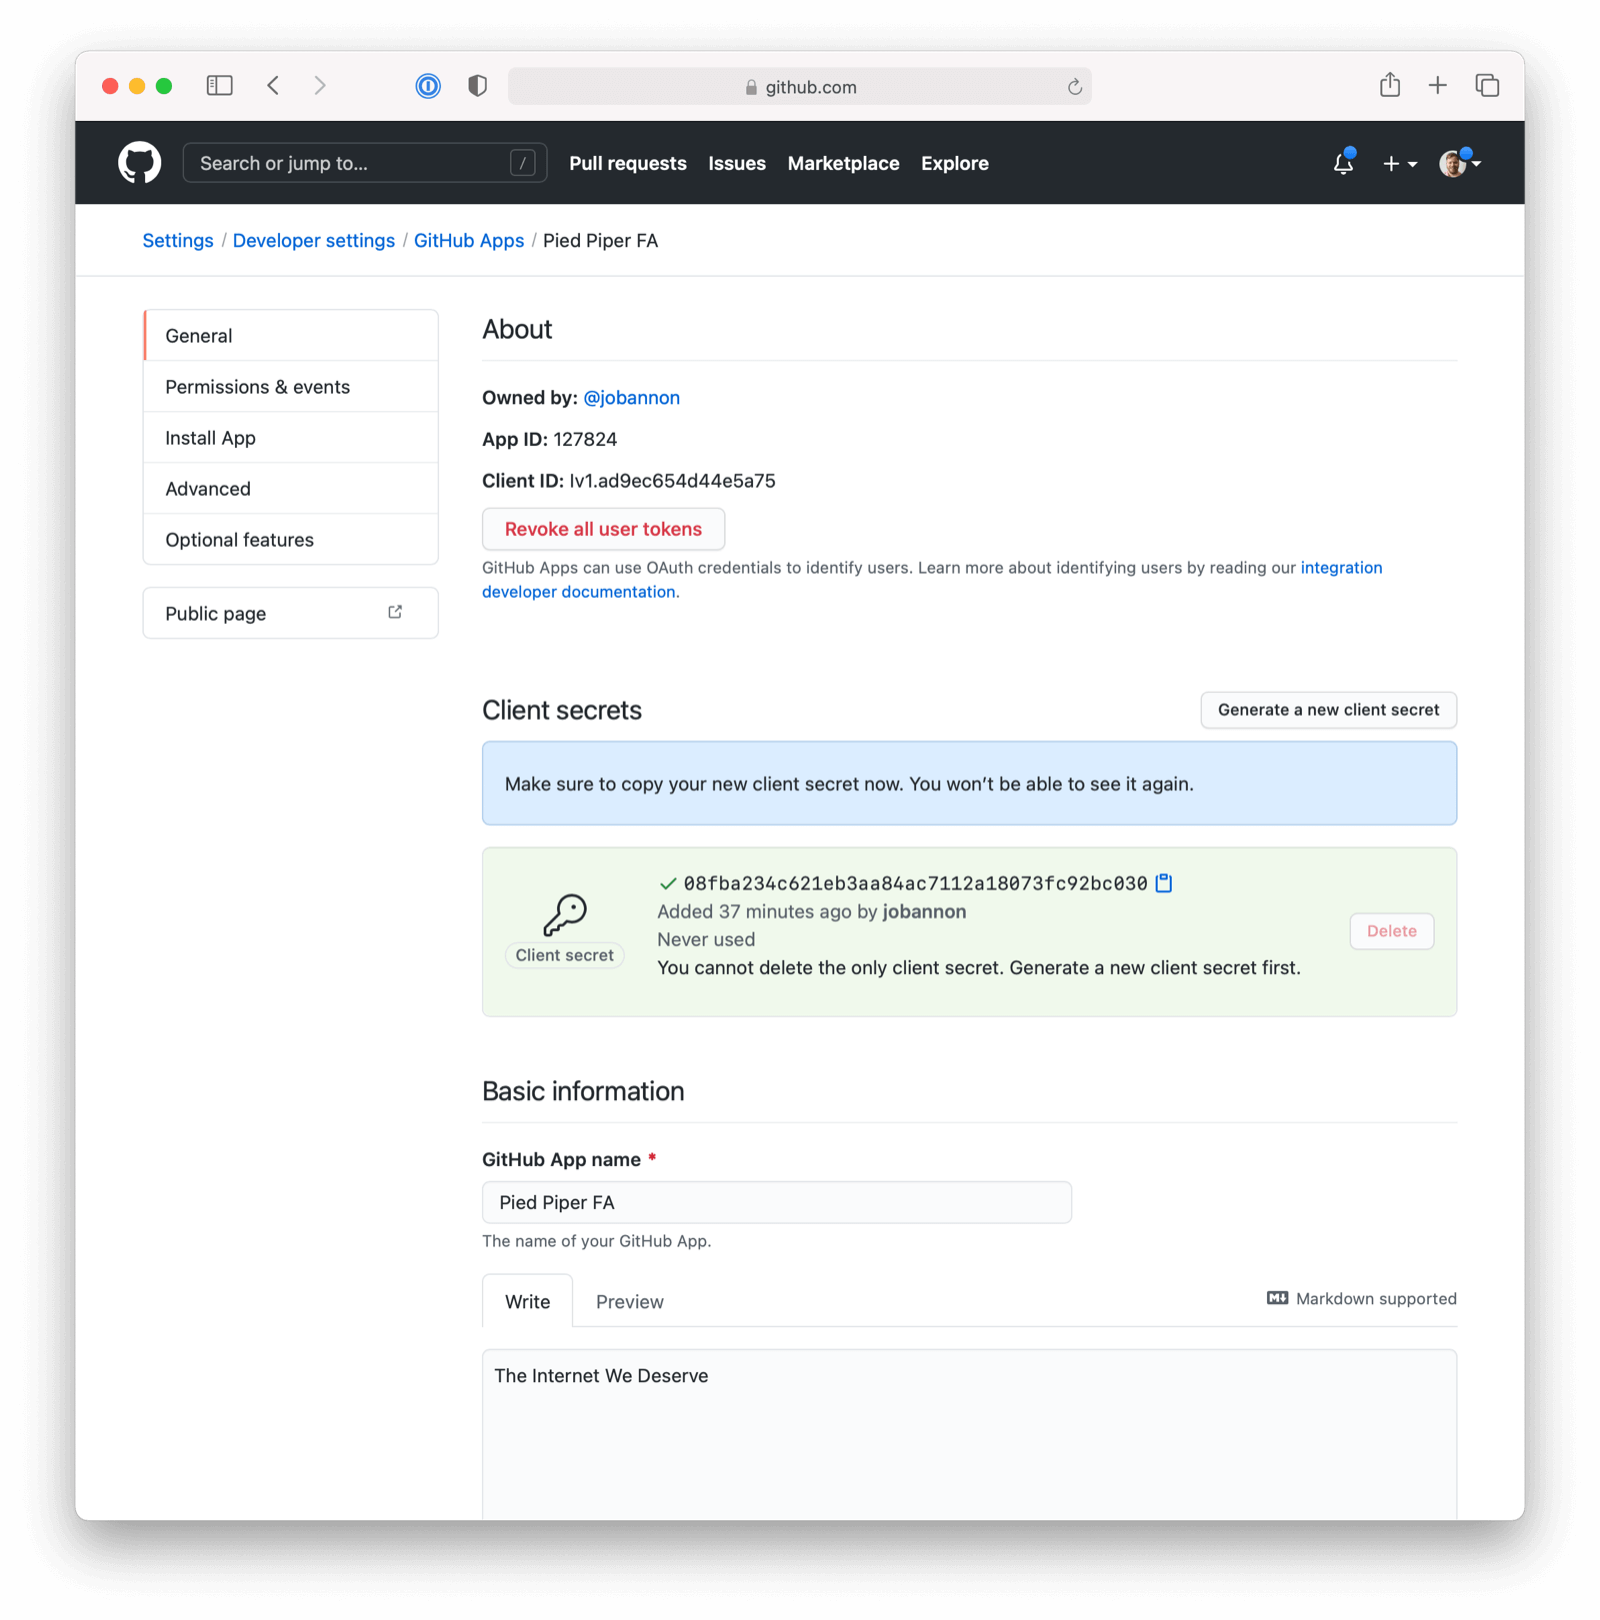 github.com
Search or jump to... /
Pull requests Issues Marketplace Explore
Settings / Developer settings / GitHub Apps / Pied Piper FA
General
Permissions & events
Install App
Advanced
Optional features
Public page
About
Owned by: @jobannon
App ID: 127824
Client ID: Iv1.ad9ec654d44e5a75
Revoke all user tokens
GitHub Apps can use OAuth credentials to identify users. Learn more about identifying users by reading our integration
developer documentation.
Client secrets
Generate a new client secret
Make sure to copy your new client secret now. You won’t be able to see it again.
Client secret
08fba234c621eb3aa84ac7112a18073fc92bc030
Added 37 minutes ago by jobannon
Never used
You cannot delete the only client secret. Generate a new client secret first.
Delete
Basic information
GitHub App name *
Pied Piper FA
The name of your GitHub App.
Write
Preview
Markdown supported
The Internet We Deserve